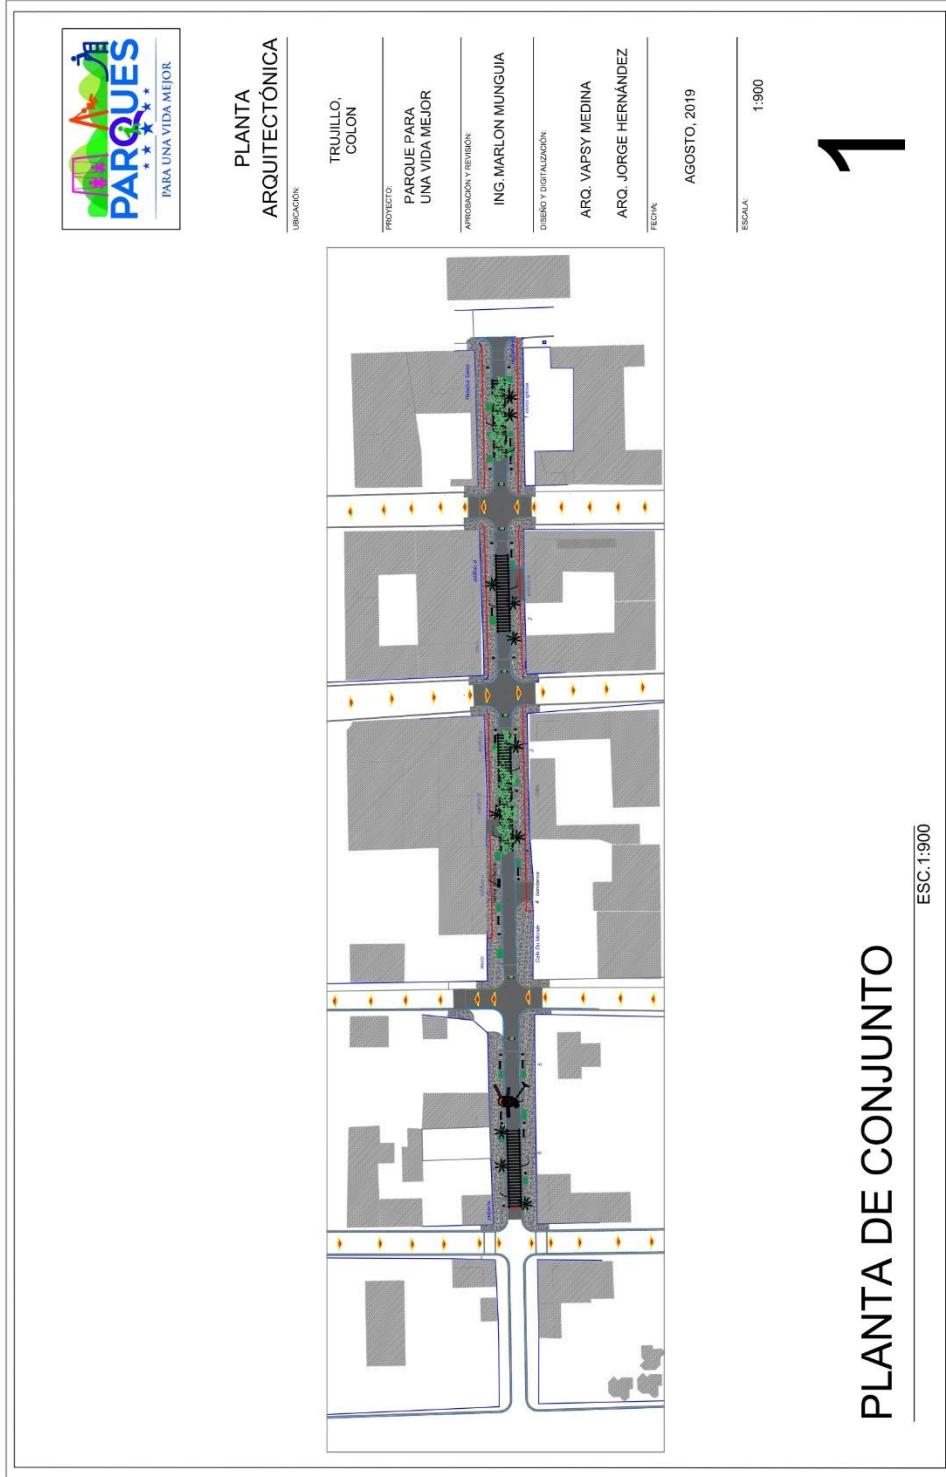 PARQUES
PARA UNA VIDA MEJOR
PLANTA
ARQUITECTÓNICA
UBICACIÓN:
TRUJILLO,
COLON
PROYECTO:
PARQUE PARA
UNA VIDA MEJOR
APROBACIÓN Y REVISIÓN:
ING. MARLON MUNGUIA
DISEÑO Y DIGITALIZACIÓN:
ARQ. VAPSY MEDINA
ARQ. JORGE HERNÁNDEZ
FECHA:
AGOSTO, 2019
ESCALA:
1:900
1
PLANTA DE CONJUNTO
ESC.1:900